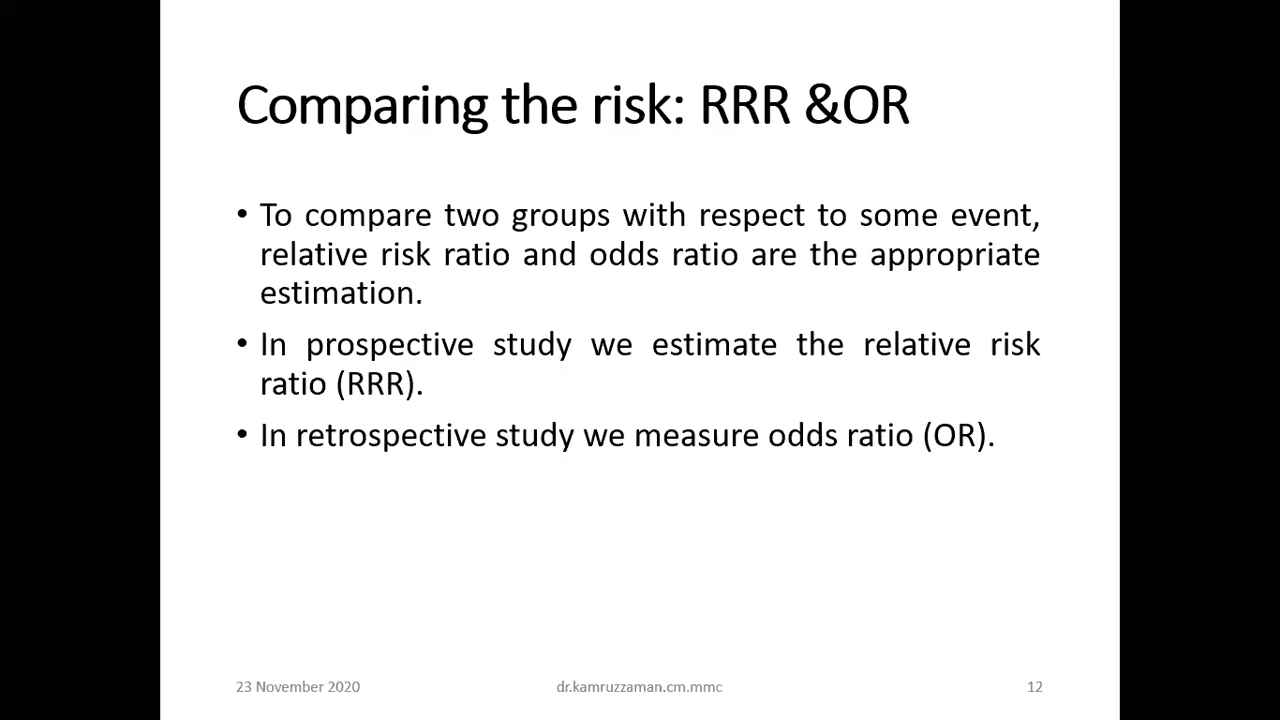 Comparing the risk: RRR &OR
• To compare two groups with respect to some event,
relative risk ratio and odds ratio are the appropriate
estimation.
• In prospective study we estimate the relative risk
ratio (RRR).
• In retrospective study we measure odds ratio (OR).
23 November 2020
dr.kamruzzaman.cm.mmc
12